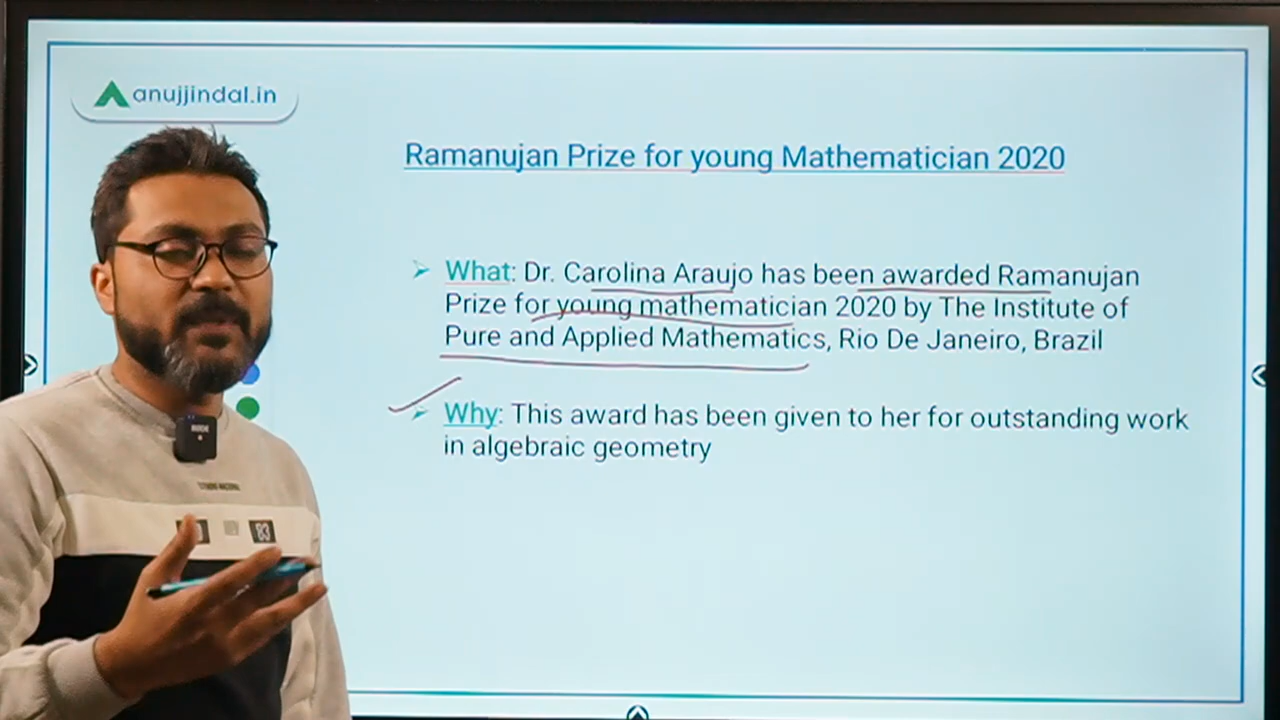 anujjindal.in
Ramanujan Prize for young Mathematician 2020
What: Dr. Carolina Araujo has been awarded Ramanujan
Prize for young mathematician 2020 by The Institute of
Pure and Applied Mathematics, Rio De Janeiro, Brazil
Why: This award has been given to her for outstanding work
in algebraic geometry
83